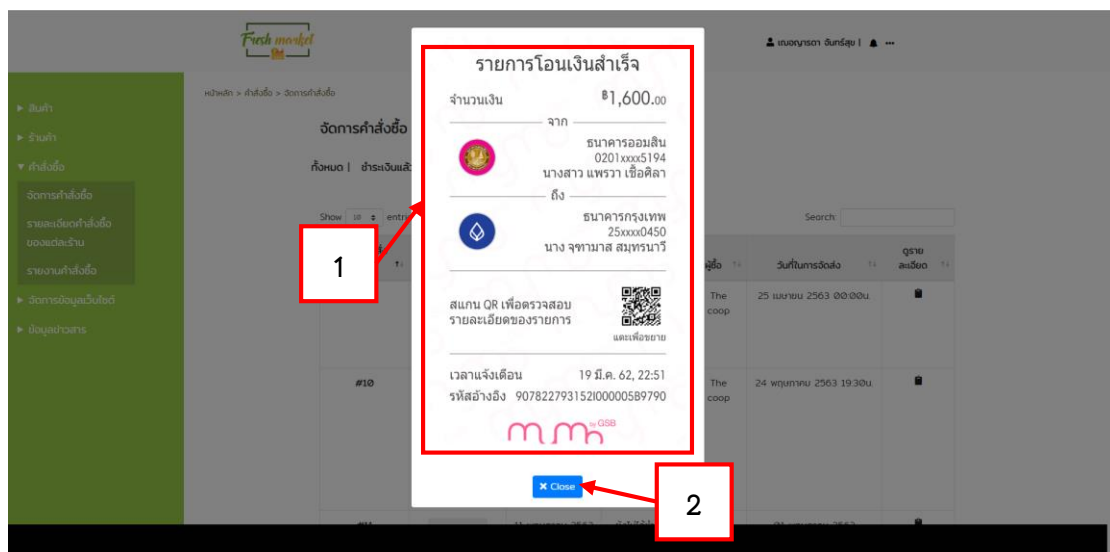 Fresh market
เฌอญารดา จันทร์สุข |
หน้าหลัก > คำสั่งซื้อ > จัดการคำสั่งซื้อ
สินค้า
ร้านค้า
คำสั่งซื้อ
จัดการคำสั่งซื้อ
รายละเอียดคำสั่งซื้อ
ของแต่ละร้าน
รายงานคำสั่งซื้อ
จัดการข้อมูลเว็บไซต์
ข้อมูลข่าวสาร
จัดการคำสั่งซื้อ
ทั้งหมด | ชำระเงินแล้ว
Show 10 entri
Search:
ผู้ซื้อ วันที่ในการจัดส่ง ดูราย
ละเอียด
The 25 เมษายน 2563 00:00น.
coop
#10 The 24 พฤษภาคม 2563 19:30น.
coop
รายการโอนเงินสำเร็จ
จำนวนเงิน ฿1,600.00
จาก
ธนาคารออมสิน
0201xxxx5194
นางสาว แพรวา เชื้อศิลา
ถึง
ธนาคารกรุงเทพ
25xxxx0450
นาง จุฑามาส สมุทรนาวี
สแกน QR เพื่อตรวจสอบ
รายละเอียดของรายการ
แตะเพื่อขยาย
เวลาแจ้งเตือน 19 มี.ค. 62, 22:51
รหัสอ้างอิง 907822793152I000005B9790
mymo by GSB
Close
1
2